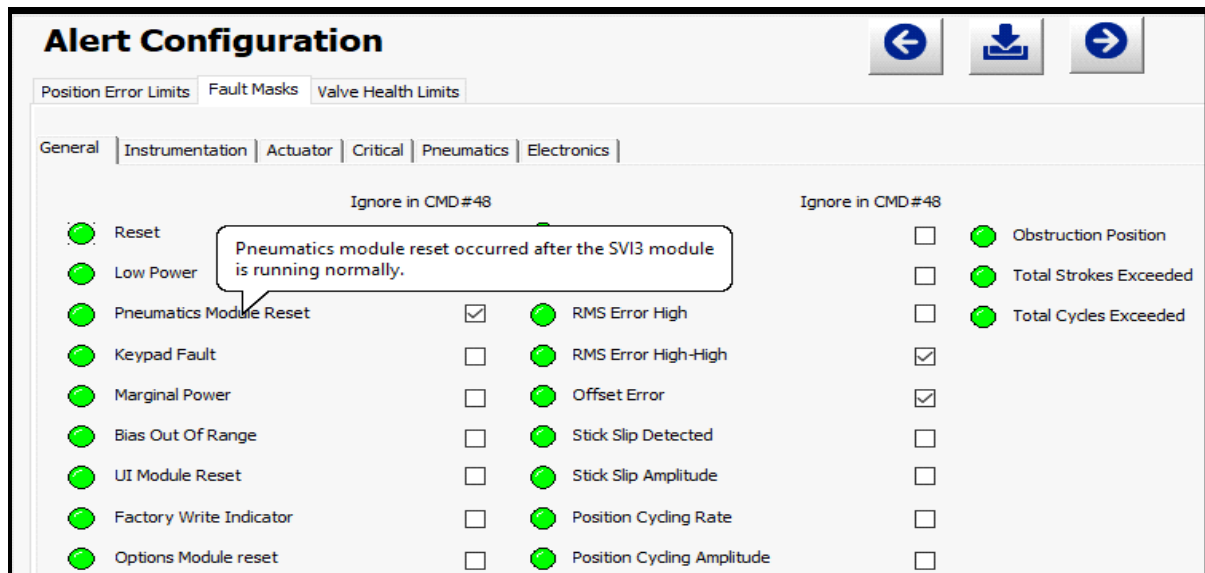 Alert Configuration
Position Error Limits Fault Masks Valve Health Limits
General Instrumentation Actuator Critical Pneumatics Electronics
Ignore in CMD#48 Ignore in CMD#48
Reset Obstruction Position
Pneumatics module reset occurred after the SVI3 module
is running normally.
Low Power Total Strokes Exceeded
Pneumatics Module Reset RMS Error High Total Cycles Exceeded
Keypad Fault RMS Error High-High
Marginal Power Offset Error
Bias Out Of Range Stick Slip Detected
UI Module Reset Stick Slip Amplitude
Factory Write Indicator Position Cycling Rate
Options Module reset Position Cycling Amplitude